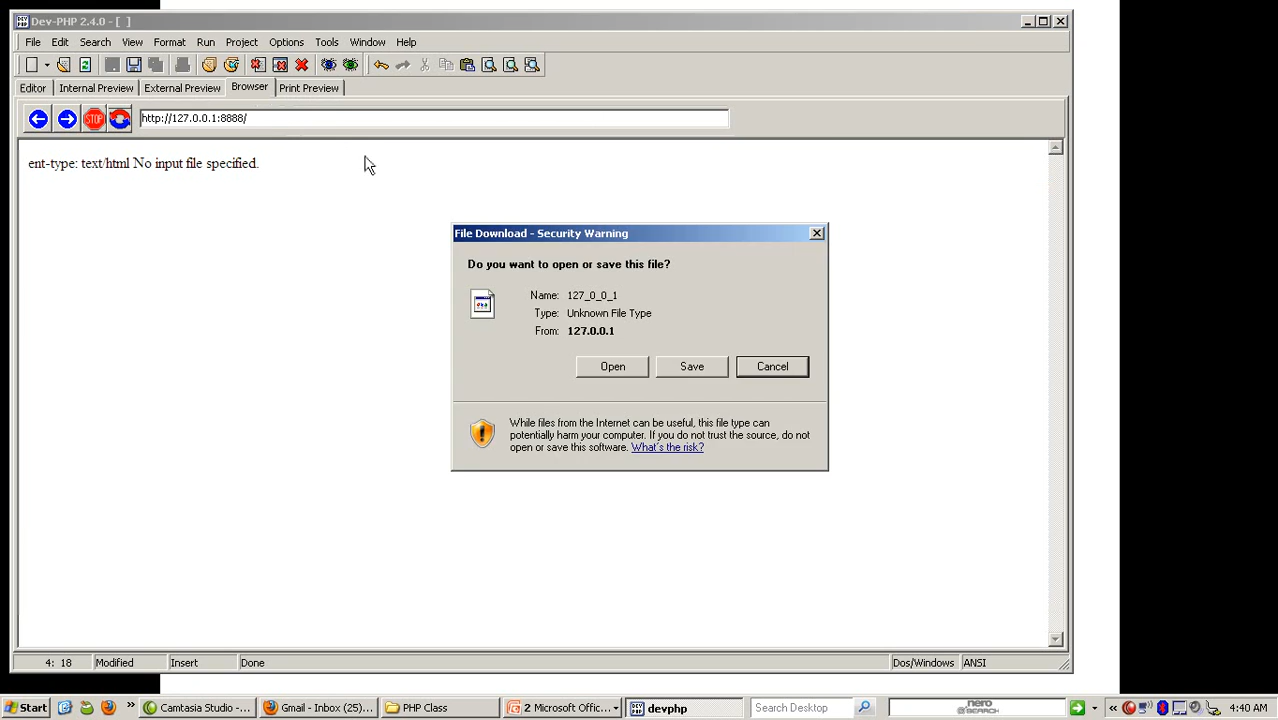 Dev-PHP 2.4.0 - [ ]
File Edit Search View Format Run Project Options Tools Window Help
Editor Internal Preview External Preview Browser Print Preview
STOP http://127.0.0.1:8888/
ent-type: text/html No input file specified.
File Download - Security Warning
Do you want to open or save this file?
Name: 127_0_0_1
Type: Unknown File Type
From: 127.0.0.1
Open Save Cancel
While files from the Internet can be useful, this file type can
potentially harm your computer. If you do not trust the source, do not
open or save this software. What's the risk?
4: 18 Modified Insert Done Dos/Windows ANSI
Start Camtasia Studio -... Gmail - Inbox (25)... PHP Class 2 Microsoft Offic... devphp Search Desktop nero 4:40 AM
@SEARCH